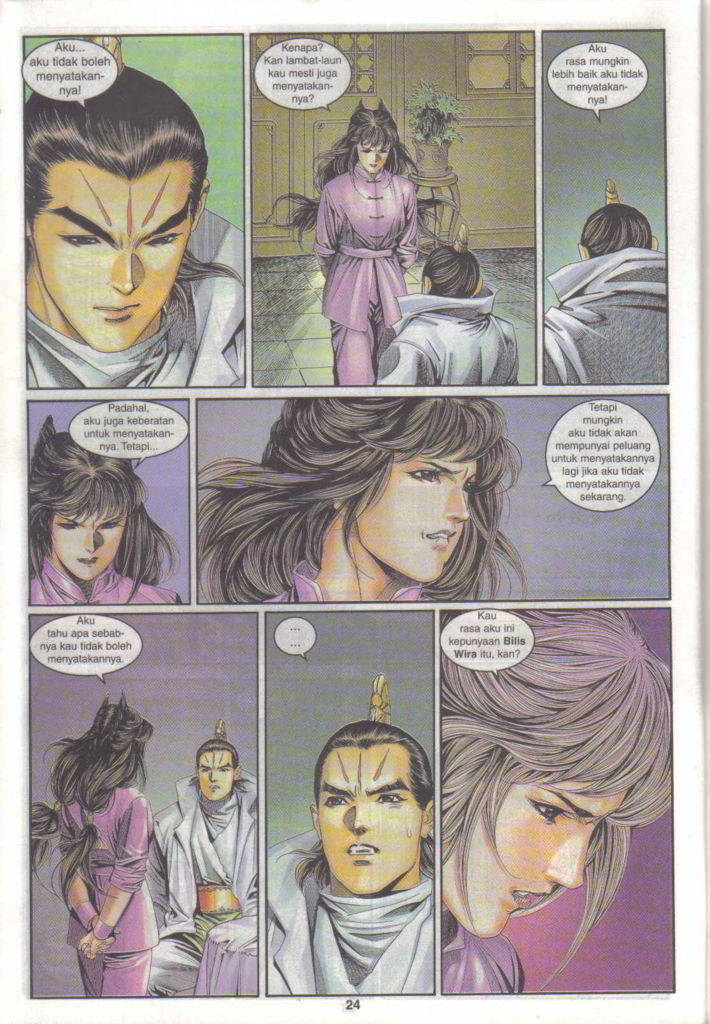 Aku...
aku tidak boleh
menyatakan-
nya!
Kenapa?
Kan lambat-laun
kau mesti juga
menyatakan-
nya?
Aku
rasa mungkin
lebih baik aku tidak
menyatakan-
nya!
Padahal,
aku juga keberatan
untuk menyatakan-
nya. Tetapi...
Tetapi
mungkin
aku tidak akan
mempunyai peluang
untuk menyatakannya
lagi jika aku tidak
menyatakannya
sekarang.
Aku
tahu apa sebab-
nya kau tidak boleh
menyatakannya.
...
...
Kau
rasa aku ini
kepunyaan Bilis
Wira itu, kan?
24